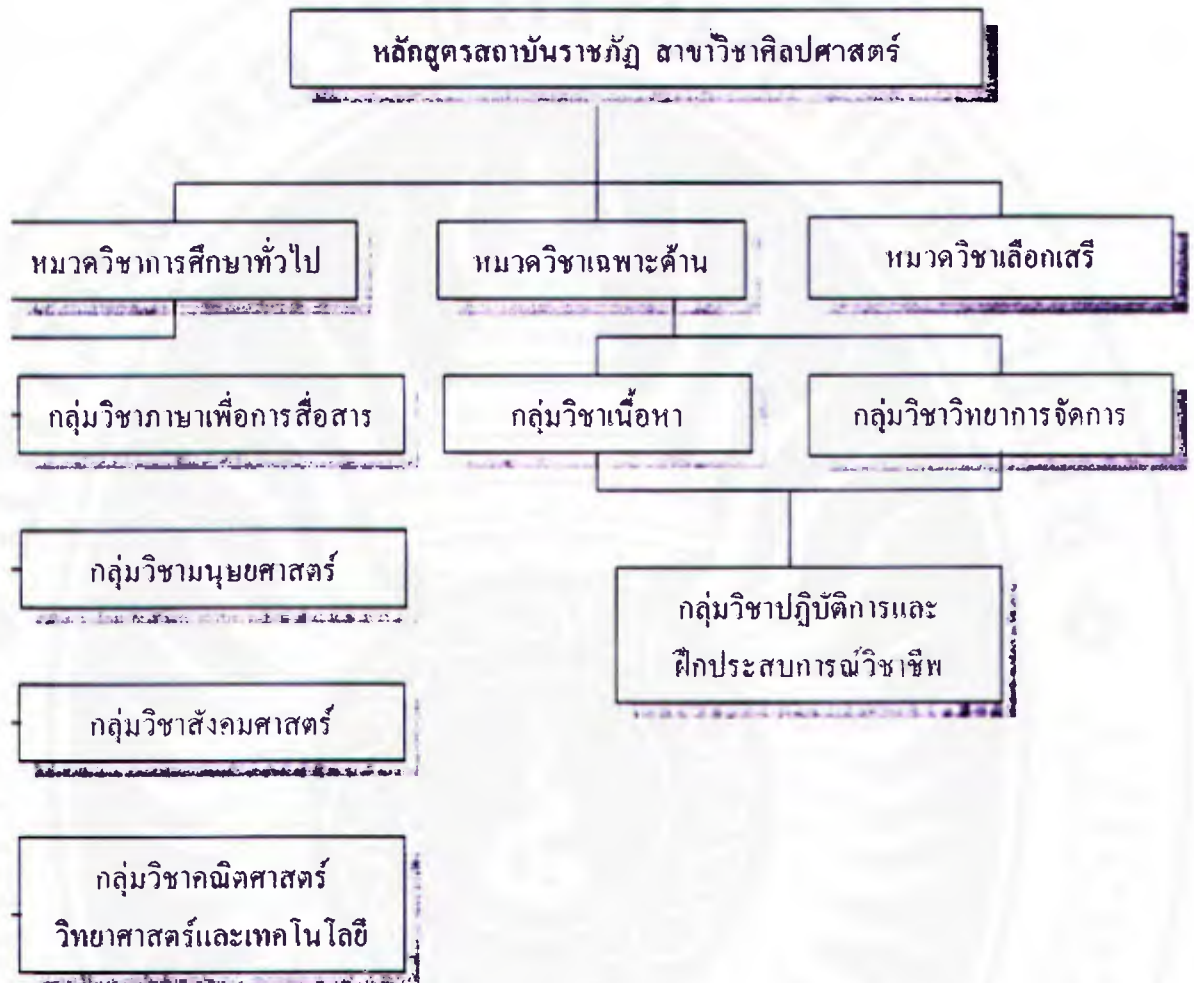 หลักสูตรสถาบันราชภัฏ สาขาวิชาศิลปศาสตร์
หมวดวิชาการศึกษาทั่วไป
หมวดวิชาเฉพาะด้าน
หมวดวิชาเลือกเสรี
กลุ่มวิชาภาษาเพื่อการสื่อสาร
กลุ่มวิชาเนื้อหา
กลุ่มวิชาวิทยาการจัดการ
กลุ่มวิชามนุษยศาสตร์
กลุ่มวิชาปฏิบัติการและ
ฝึกประสบการณ์วิชาชีพ
กลุ่มวิชาสังคมศาสตร์
กลุ่มวิชาคณิตศาสตร์
วิทยาศาสตร์และเทคโนโลยี